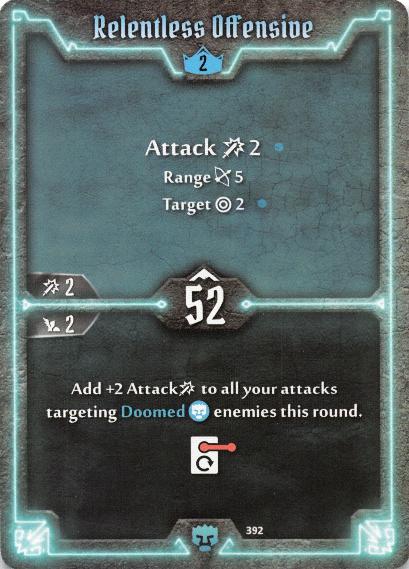 Relentless Offensive
2
Attack 2
Range 5
Target 2
2
52
2
Add +2 Attack to all your attacks
targeting Doomed enemies this round.
392